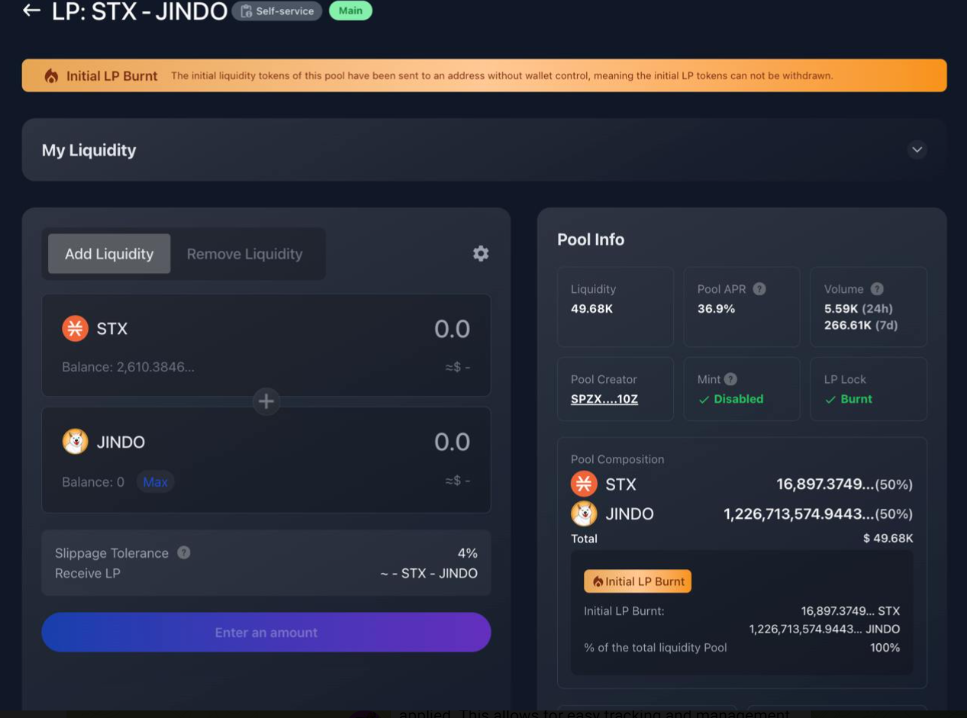 LP: STX - JINDO Self-service Main
Initial LP Burnt The initial liquidity tokens of this pool have been sent to an address without wallet control, meaning the initial LP tokens can not be withdrawn.
My Liquidity
Add Liquidity Remove Liquidity
STX 0.0
Balance: 2,610.3846... ≈$ -
JINDO 0.0
Balance: 0 Max ≈$ -
Slippage Tolerance ? 4%
Receive LP ~ - STX - JINDO
Enter an amount
Pool Info
Liquidity Pool APR ? Volume ?
49.68K 36.9% 5.59K (24h)
266.61K (7d)
Pool Creator Mint ? LP Lock
SPZX....10Z Disabled Burnt
Pool Composition
STX 16,897.3749...(50%)
JINDO 1,226,713,574.9443...(50%)
Total $ 49.68K
Initial LP Burnt
Initial LP Burnt: 16,897.3749... STX
1,226,713,574.9443... JINDO
% of the total liquidity Pool 100%
applied. This allows for easy tracking and management